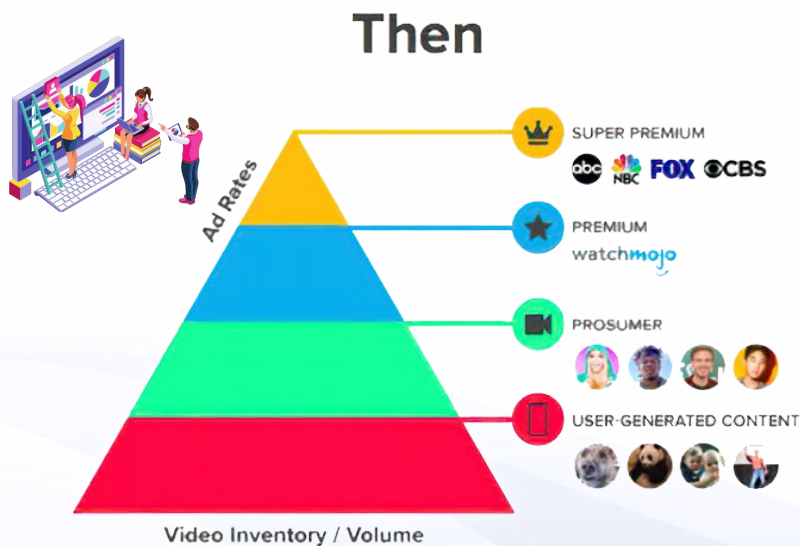 Then
SUPER PREMIUM
abc NBC FOX CBS
Ad Rates
PREMIUM
watchmojo
PROSUMER
USER-GENERATED CONTENT
Video Inventory / Volume